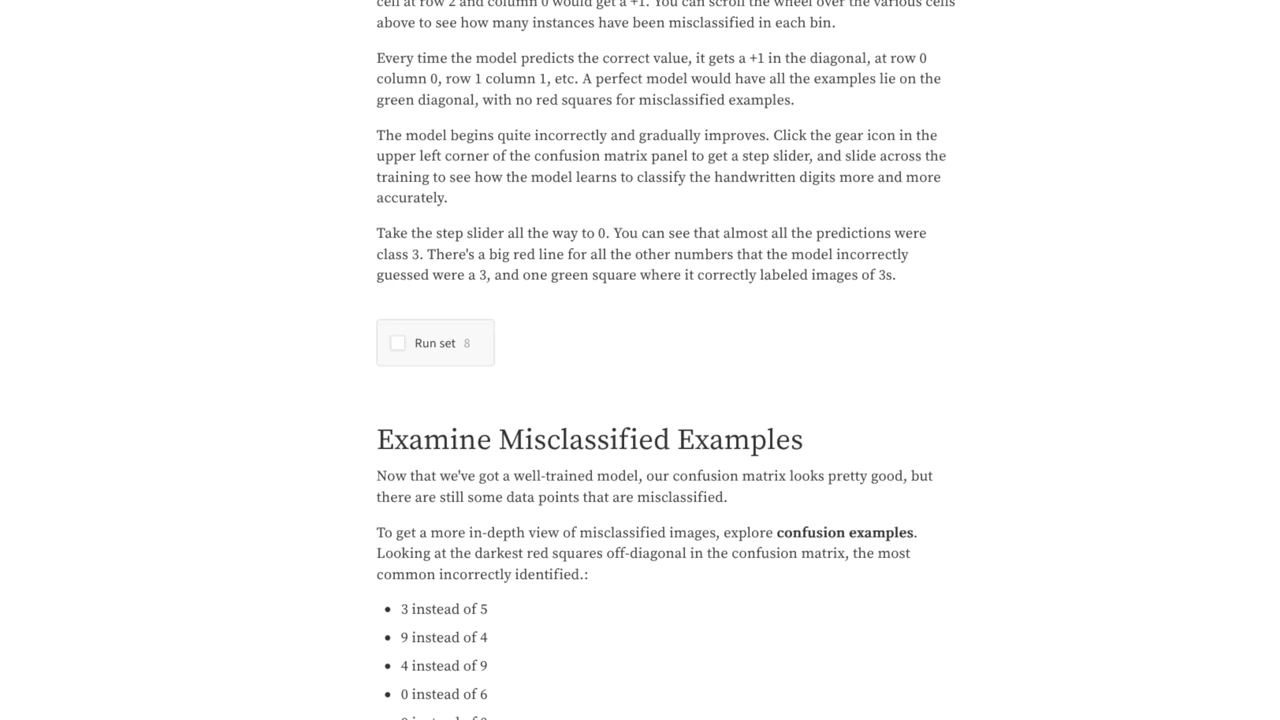 cell at row 2 and column 0 would get a +1. You can scroll the wheel over the various cells
above to see how many instances have been misclassified in each bin.
Every time the model predicts the correct value, it gets a +1 in the diagonal, at row 0
column 0, row 1 column 1, etc. A perfect model would have all the examples lie on the
green diagonal, with no red squares for misclassified examples.
The model begins quite incorrectly and gradually improves. Click the gear icon in the
upper left corner of the confusion matrix panel to get a step slider, and slide across the
training to see how the model learns to classify the handwritten digits more and more
accurately.
Take the step slider all the way to 0. You can see that almost all the predictions were
class 3. There's a big red line for all the other numbers that the model incorrectly
guessed were a 3, and one green square where it correctly labeled images of 3s.
Run set 8
Examine Misclassified Examples
Now that we've got a well-trained model, our confusion matrix looks pretty good, but
there are still some data points that are misclassified.
To get a more in-depth view of misclassified images, explore confusion examples.
Looking at the darkest red squares off-diagonal in the confusion matrix, the most
common incorrectly identified.:
• 3 instead of 5
• 9 instead of 4
• 4 instead of 9
• 0 instead of 6